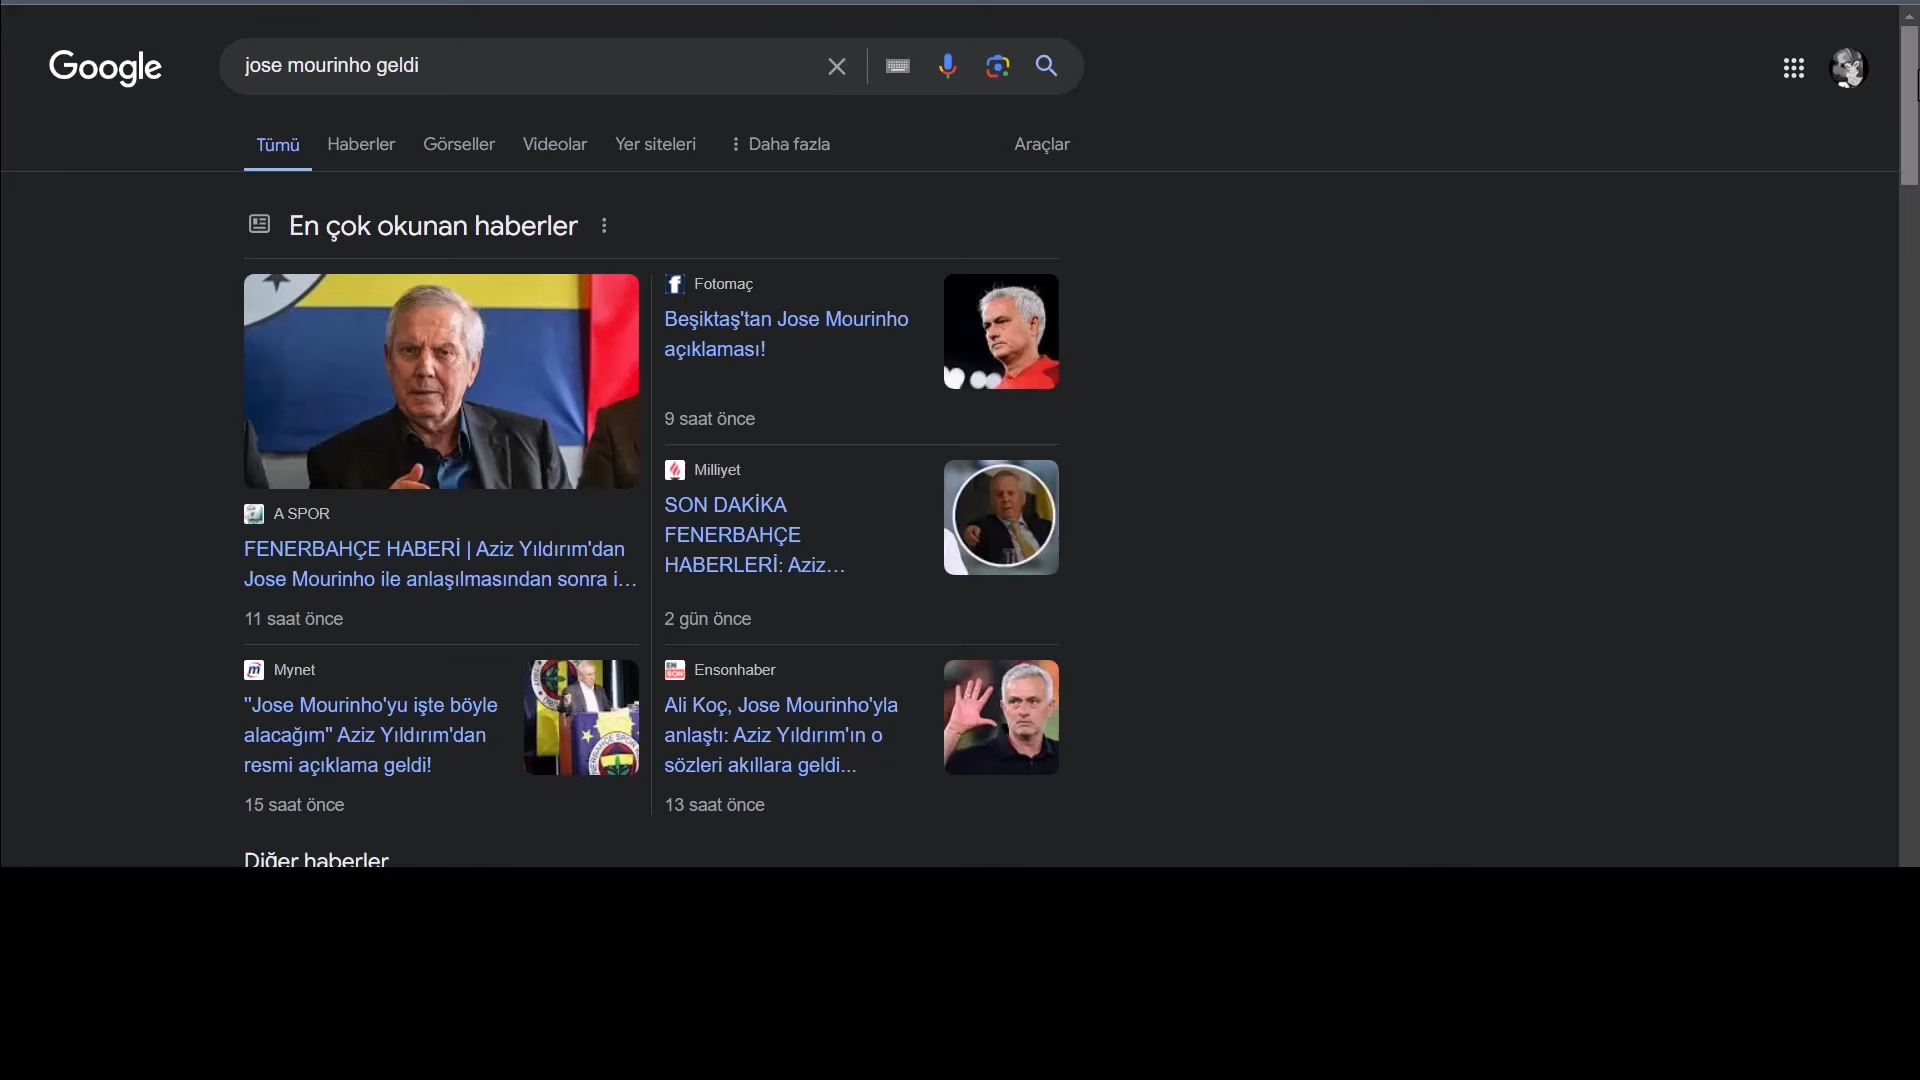 Google
jose mourinho geldi
Tümü
Haberler
Görseller
Videolar
Yer siteleri
Daha fazla
Araçlar
En çok okunan haberler
A SPOR
FENERBAHÇE HABERİ | Aziz Yıldırım'dan
Jose Mourinho ile anlaşılmasından sonra i...
11 saat önce
Mynet
"Jose Mourinho'yu işte böyle
alacağım" Aziz Yıldırım'dan
resmi açıklama geldi!
15 saat önce
Fotomaç
Beşiktaş'tan Jose Mourinho
açıklaması!
9 saat önce
Milliyet
SON DAKİKA
FENERBAHÇE
HABERLERİ: Aziz...
2 gün önce
Ensonhaber
Ali Koç, Jose Mourinho'yla
anlaştı: Aziz Yıldırım'ın o
sözleri akıllara geldi...
13 saat önce
Diğer haberler